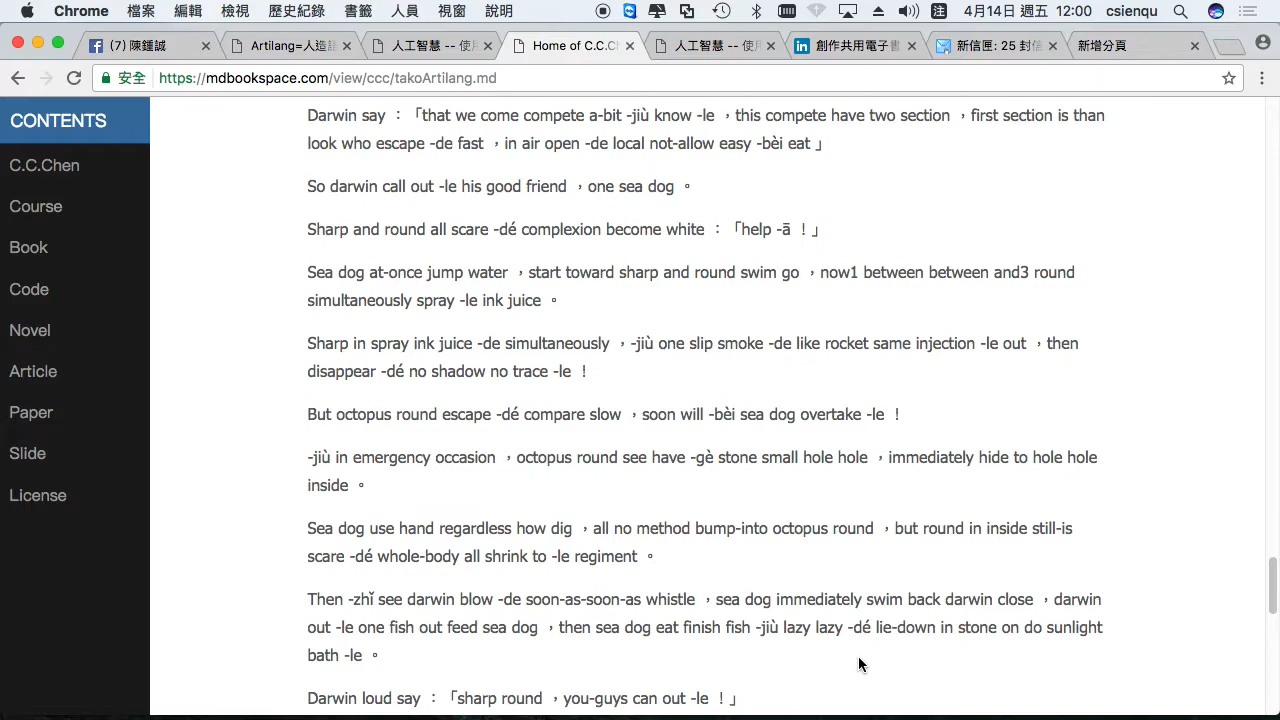 Chrome 檔案 編輯 檢視 歷史紀錄 書籤 人員 視窗 說明 注 4月14日 週五 12:00 csienqu
(7) 陳鍾誠 Artilang=人造語 人工智慧 -- 使用 Home of C.C.Ch 人工智慧 -- 使用 創作共用電子書 新信匣: 25 封信 新增分頁
安全 https://mdbookspace.com/view/ccc/takoArtilang.md
CONTENTS
C.C.Chen
Course
Book
Code
Novel
Article
Paper
Slide
License
Darwin say :「that we come compete a-bit -jiù know -le ,this compete have two section ,first section is than
look who escape -de fast ,in air open -de local not-allow easy -bèi eat 」
So darwin call out -le his good friend ,one sea dog 。
Sharp and round all scare -dé complexion become white :「help -ā !」
Sea dog at-once jump water ,start toward sharp and round swim go ,now1 between between and3 round
simultaneously spray -le ink juice 。
Sharp in spray ink juice -de simultaneously ,-jiù one slip smoke -de like rocket same injection -le out ,then
disappear -dé no shadow no trace -le !
But octopus round escape -dé compare slow ,soon will -bèi sea dog overtake -le !
-jiù in emergency occasion ,octopus round see have -gè stone small hole hole ,immediately hide to hole hole
inside 。
Sea dog use hand regardless how dig ,all no method bump-into octopus round ,but round in inside still-is
scare -dé whole-body all shrink to -le regiment 。
Then -zhǐ see darwin blow -de soon-as-soon-as whistle ,sea dog immediately swim back darwin close ,darwin
out -le one fish out feed sea dog ,then sea dog eat finish fish -jiù lazy lazy -dé lie-down in stone on do sunlight
bath -le 。
Darwin loud say :「sharp round ,you-guys can out -le !」